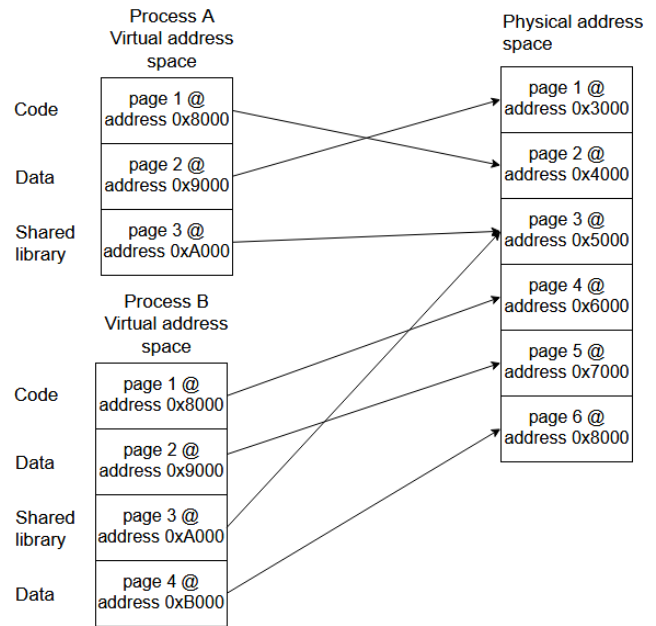 Process A
Virtual address
space
Code
page 1 @
address 0x8000
Data
page 2 @
address 0x9000
Shared
library
page 3 @
address 0xA000
Process B
Virtual address
space
Code
page 1 @
address 0x8000
Data
page 2 @
address 0x9000
Shared
library
page 3 @
address 0xA000
Data
page 4 @
address 0xB000
Physical address
space
page 1 @
address 0x3000
page 2 @
address 0x4000
page 3 @
address 0x5000
page 4 @
address 0x6000
page 5 @
address 0x7000
page 6 @
address 0x8000